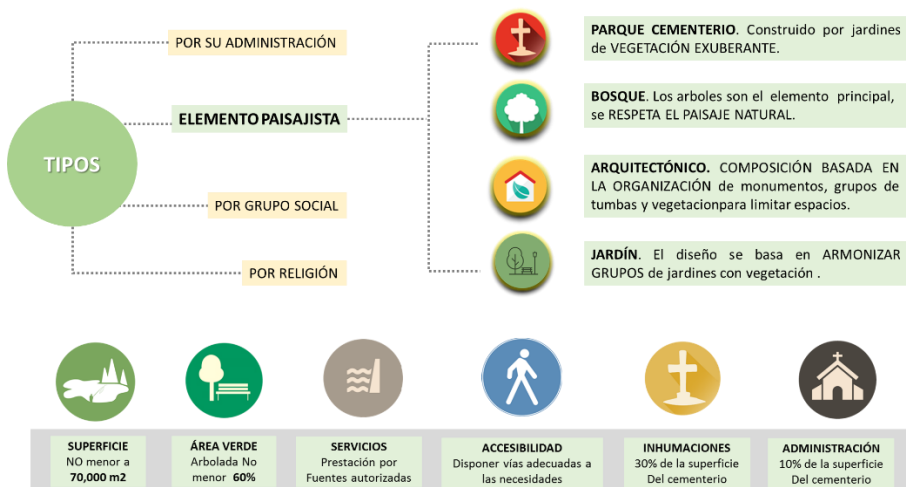 TIPOS
POR SU ADMINISTRACIÓN
ELEMENTO PAISAJISTA
POR GRUPO SOCIAL
POR RELIGIÓN
PARQUE CEMENTERIO. Construido por jardines
de VEGETACIÓN EXUBERANTE.
BOSQUE. Los arboles son el elemento principal,
se RESPETA EL PAISAJE NATURAL.
ARQUITECTÓNICO. COMPOSICIÓN BASADA EN
LA ORGANIZACIÓN de monumentos, grupos de
tumbas y vegetacionpara limitar espacios.
JARDÍN. El diseño se basa en ARMONIZAR
GRUPOS de jardines con vegetación .
SUPERFICIE
NO menor a
70,000 m2
ÁREA VERDE
Arbolada No
menor 60%
SERVICIOS
Prestación por
Fuentes autorizadas
ACCESIBILIDAD
Disponer vías adecuadas a
las necesidades
INHUMACIONES
30% de la superficie
Del cementerio
ADMINISTRACIÓN
10% de la superficie
Del cementerio